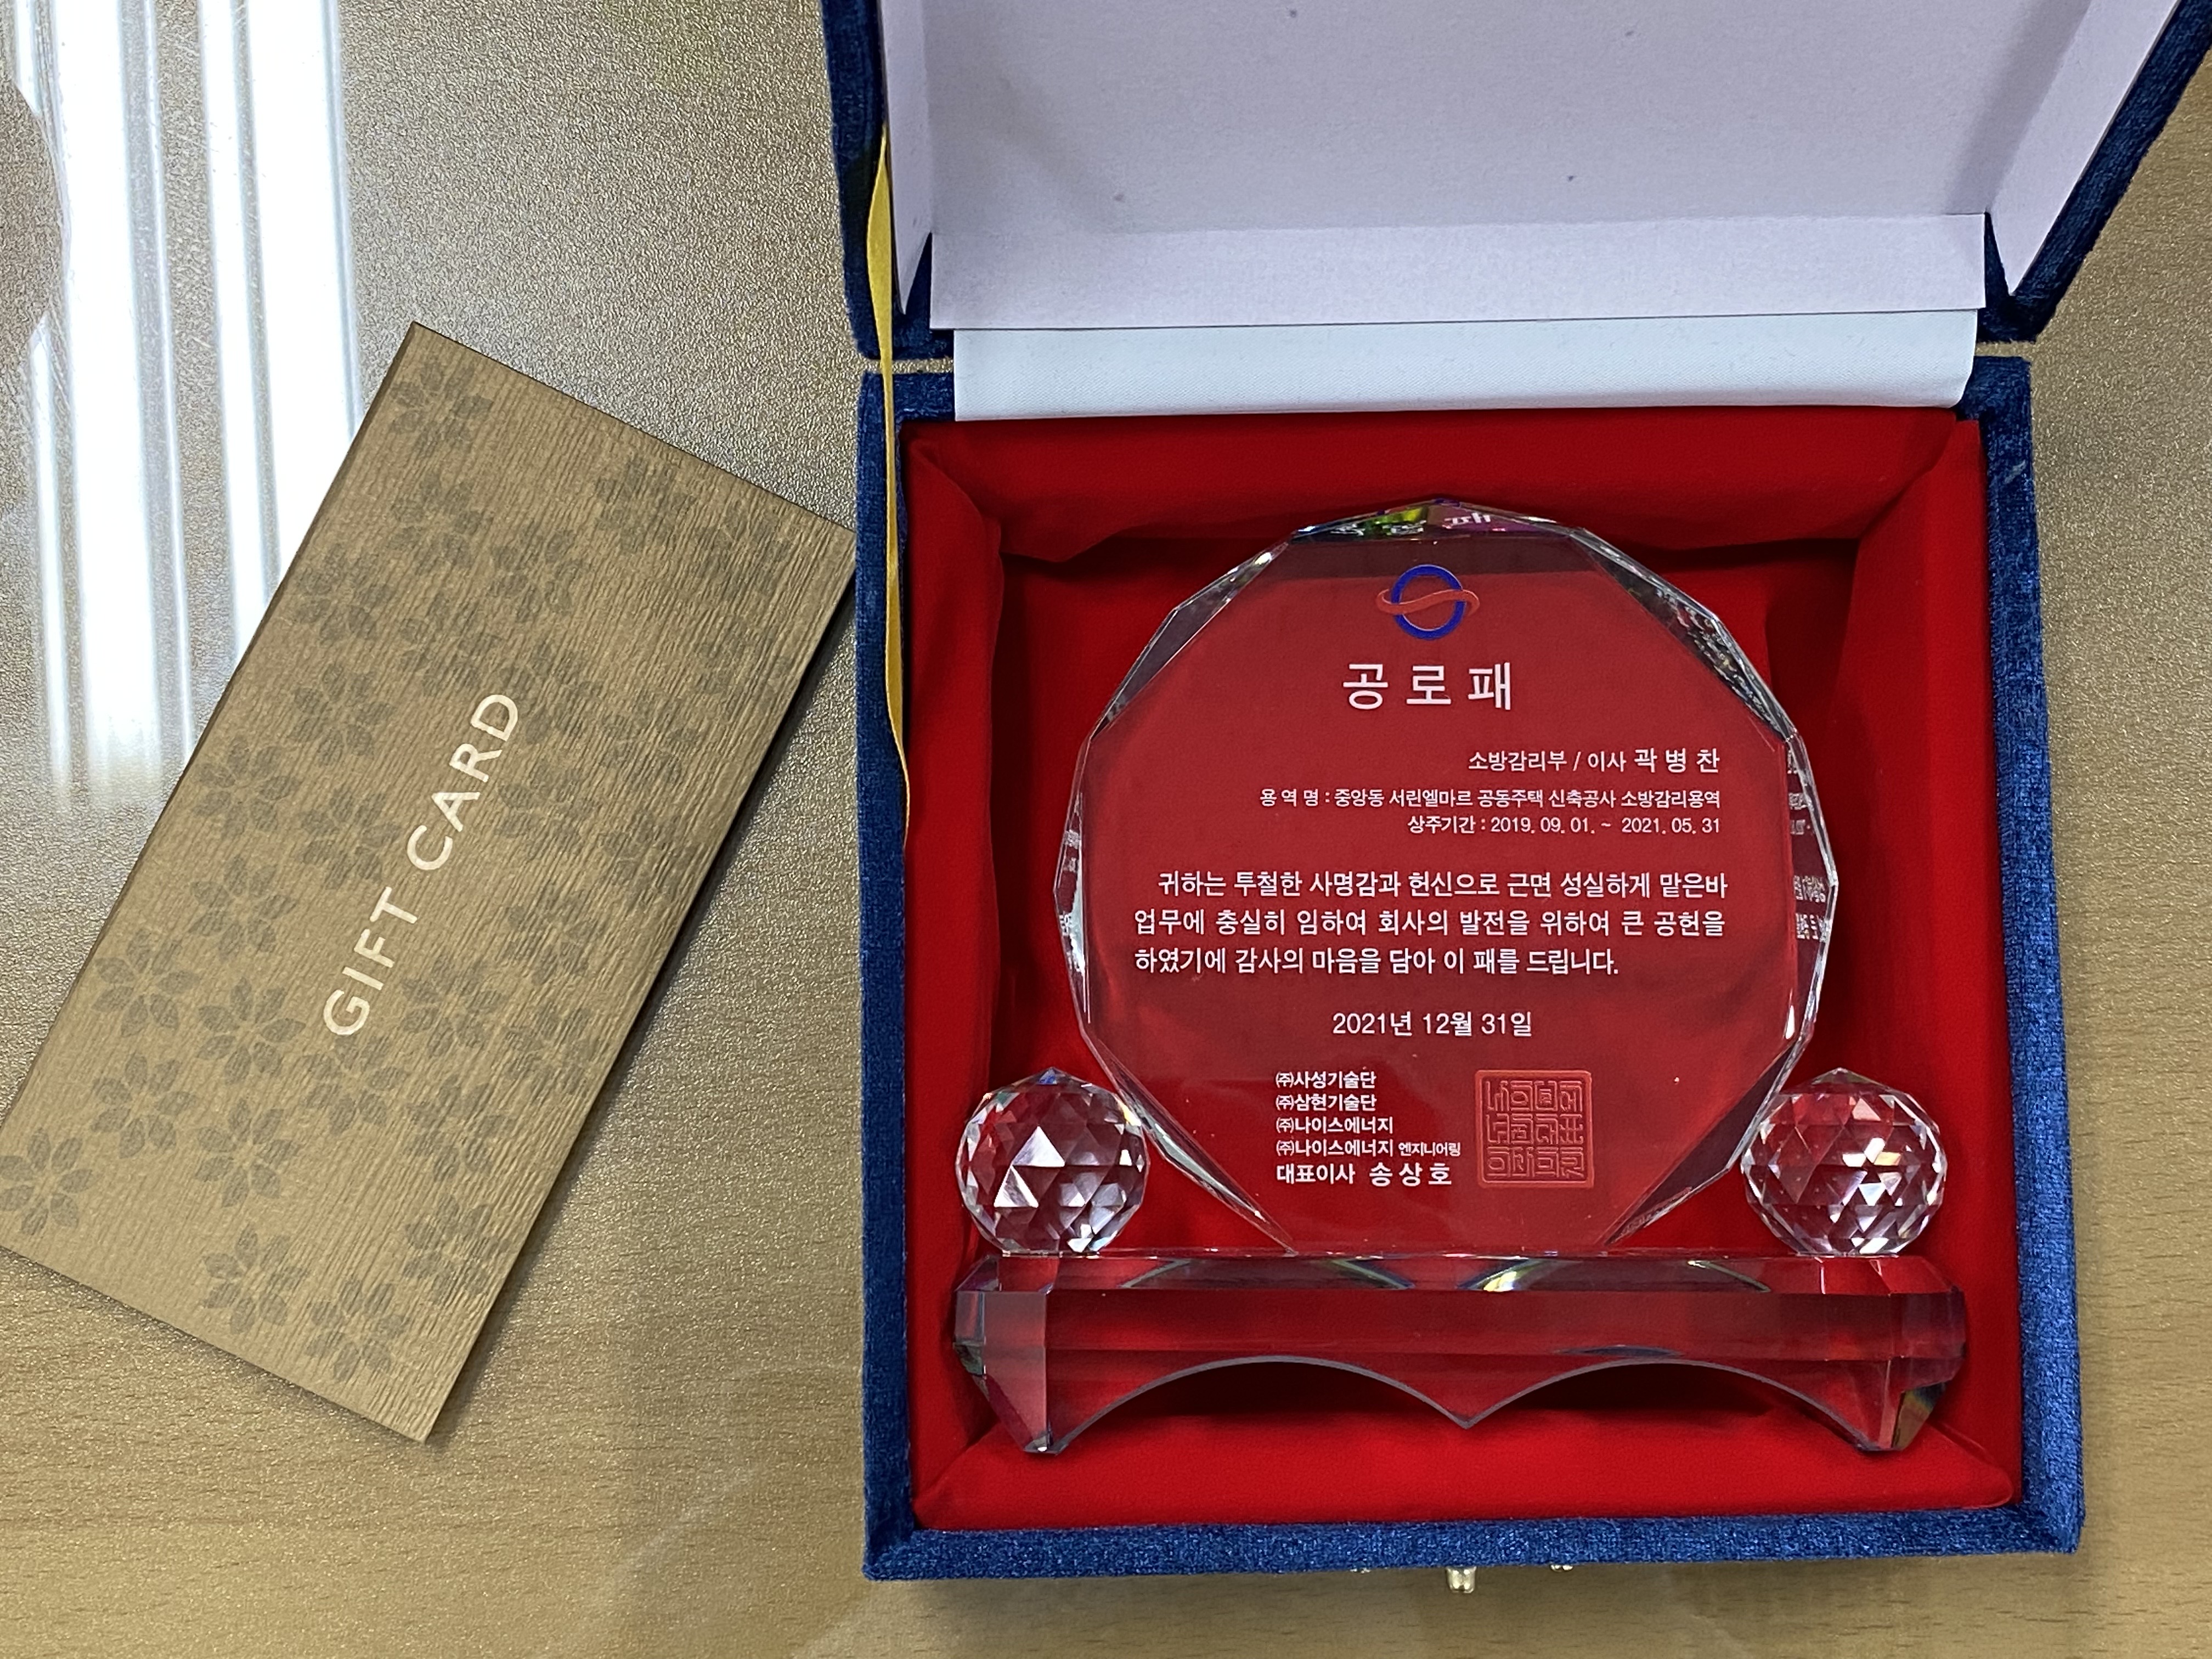 GIFT CARD
공로패
소방감리부 / 이사 곽병찬
용역명 : 중앙동 서린엘마르 공동주택 신축공사 소방감리용역
상주기간 : 2019. 09. 01. ~ 2021. 05. 31
귀하는 투철한 사명감과 헌신으로 근면 성실하게 맡은바
업무에 충실히 임하여 회사의 발전을 위하여 큰 공헌을
하였기에 감사의 마음을 담아 이 패를 드립니다.
2021년 12월 31일
㈜사성기술단
㈜삼현기술단
㈜나이스에너지
㈜나이스에너지 엔지니어링
대표이사 송상호